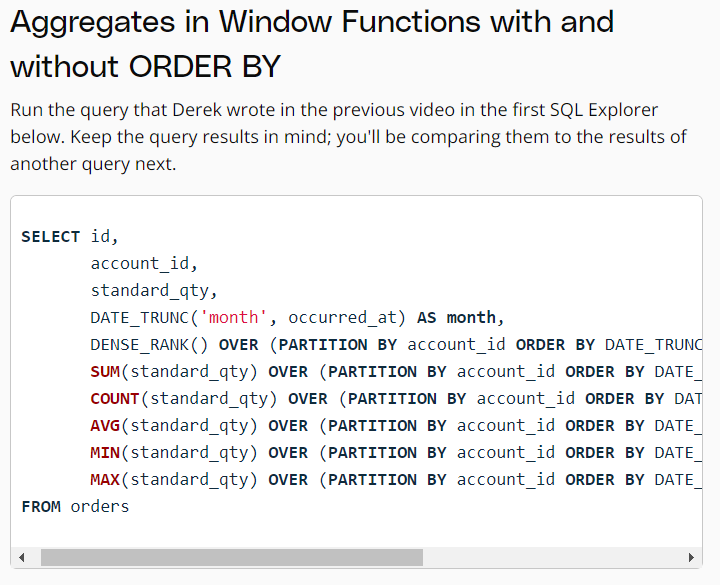 Aggregates in Window Functions with and
without ORDER BY
Run the query that Derek wrote in the previous video in the first SQL Explorer
below. Keep the query results in mind; you'll be comparing them to the results of
another query next.
SELECT id,
       account_id,
       standard_qty,
       DATE_TRUNC('month', occurred_at) AS month,
       DENSE_RANK() OVER (PARTITION BY account_id ORDER BY DATE_TRUNC
       SUM(standard_qty) OVER (PARTITION BY account_id ORDER BY DATE_
       COUNT(standard_qty) OVER (PARTITION BY account_id ORDER BY DAT
       AVG(standard_qty) OVER (PARTITION BY account_id ORDER BY DATE_
       MIN(standard_qty) OVER (PARTITION BY account_id ORDER BY DATE_
       MAX(standard_qty) OVER (PARTITION BY account_id ORDER BY DATE_
FROM orders